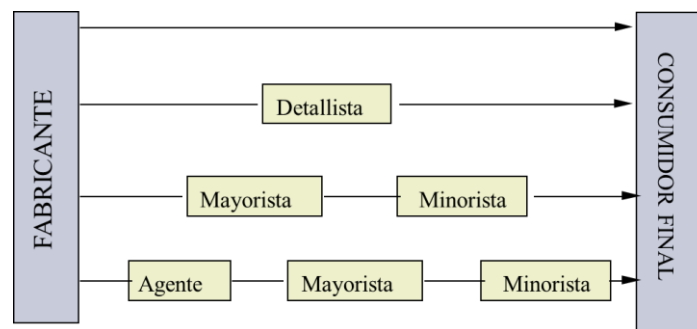 FABRICANTE
Detallista
Mayorista
Minorista
Agente
Mayorista
Minorista
CONSUMIDOR FINAL